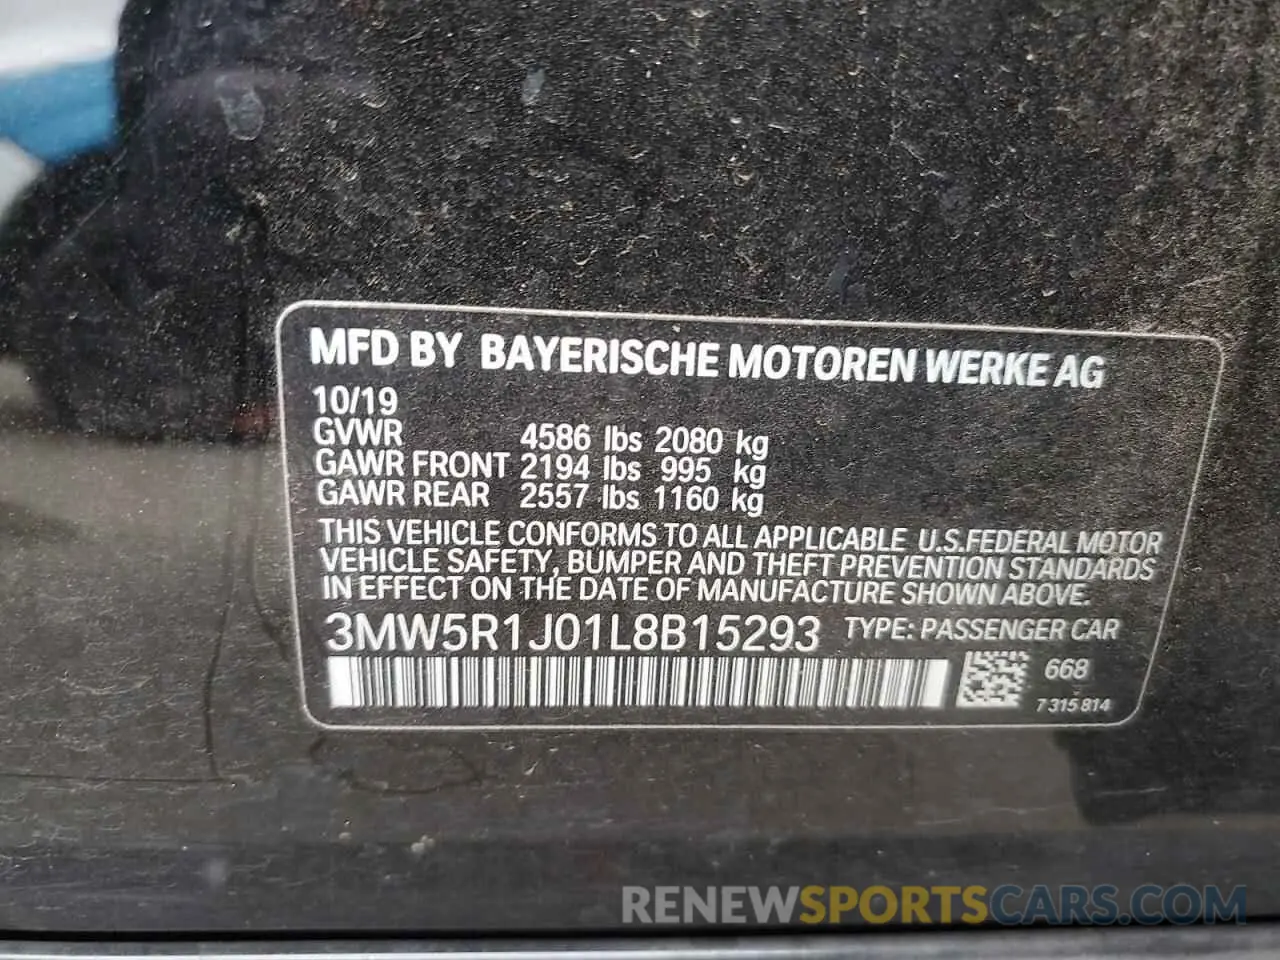 MFD BY BAYERISCHE MOTOREN WERKE AG
10/19
GVWR 4586 lbs 2080 kg
GAWR FRONT 2194 lbs 995 kg
GAWR REAR 2557 lbs 1160 kg
THIS VEHICLE CONFORMS TO ALL APPLICABLE U.S.FEDERAL MOTOR
VEHICLE SAFETY, BUMPER AND THEFT PREVENTION STANDARDS
IN EFFECT ON THE DATE OF MANUFACTURE SHOWN ABOVE.
3MW5R1J01L8B15293 TYPE: PASSENGER CAR
668
7 315 814
RENEWSPORTSCARS.COM